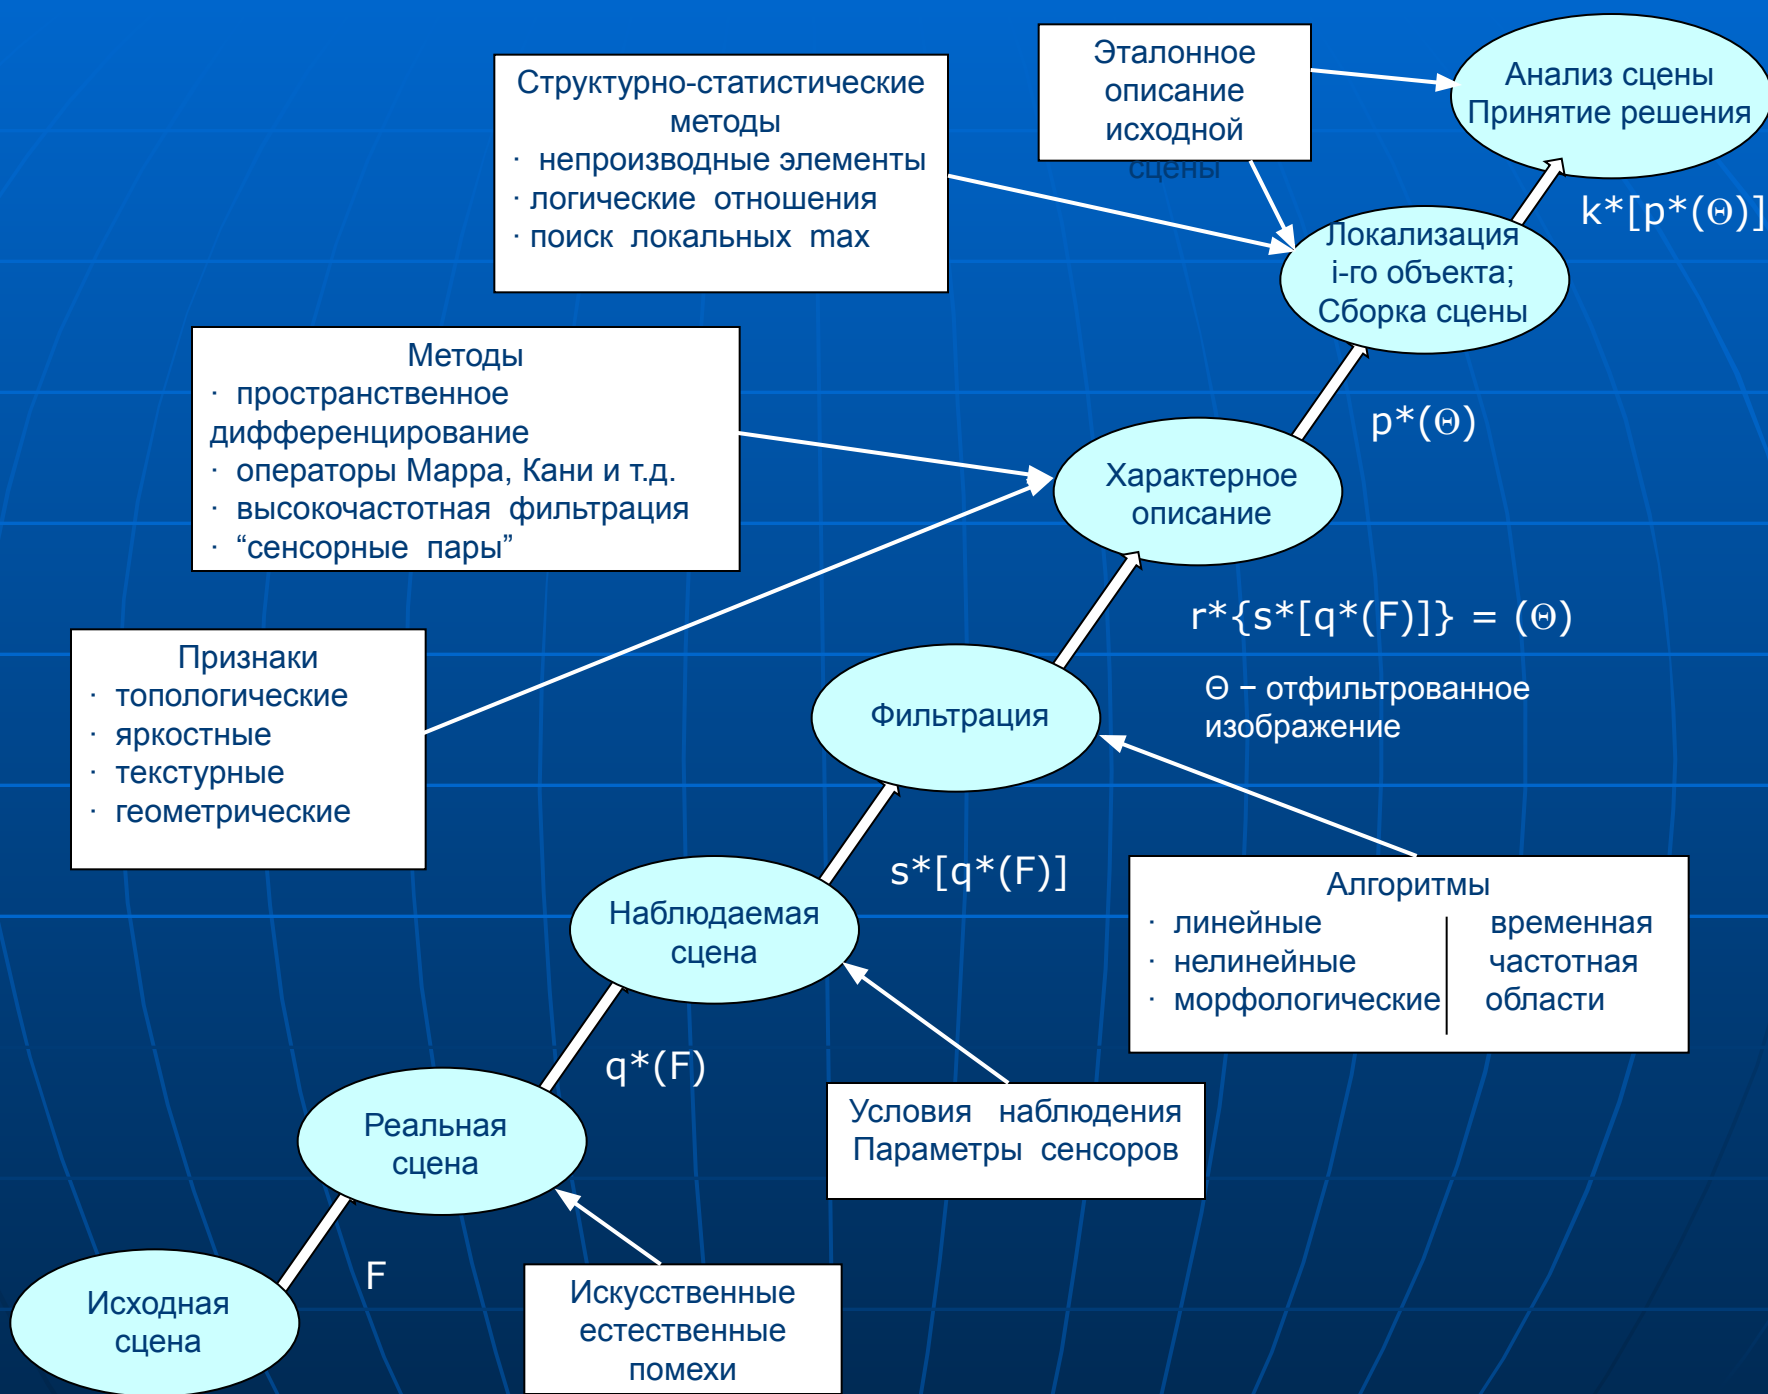 Эталонное
описание
исходной
сцены
Анализ сцены
Принятие решения
Структурно-статистические
методы
· непроизводные элементы
· логические отношения
· поиск локальных max
k*[p*(Θ)]
Локализация
i-го объекта;
Сборка сцены
Методы
· пространственное
дифференцирование
· операторы Марра, Кани и т.д.
· высокочастотная фильтрация
· “сенсорные пары”
p*(Θ)
Характерное
описание
r*{s*[q*(F)]} = (Θ)
Θ – отфильтрованное
изображение
Признаки
· топологические
· яркостные
· текстурные
· геометрические
Фильтрация
s*[q*(F)]
Алгоритмы
· линейные временная
· нелинейные частотная
· морфологические области
Наблюдаемая
сцена
q*(F)
Условия наблюдения
Параметры сенсоров
Реальная
сцена
F
Искусственные
естественные
помехи
Исходная
сцена